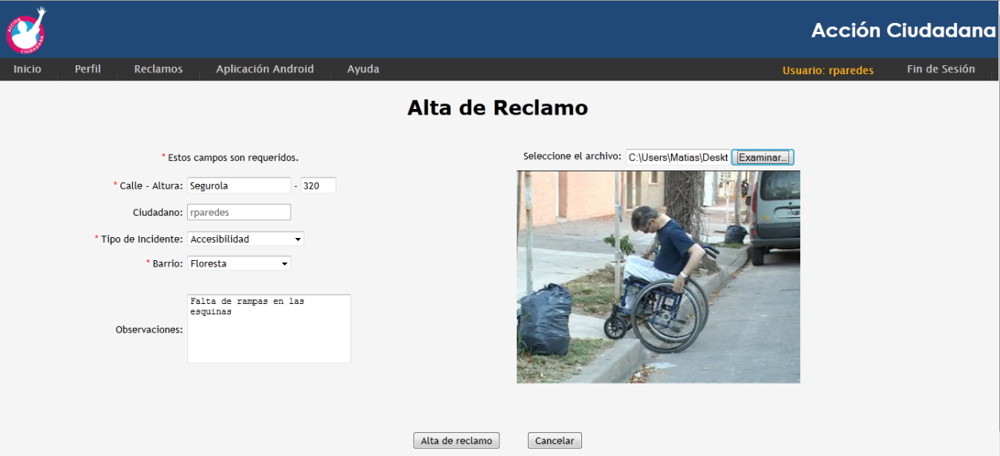 ACCION
CIUDADANA
Acción Ciudadana
Inicio Perfil Reclamos Aplicación Android Ayuda Usuario: rparedes Fin de Sesión
Alta de Reclamo
* Estos campos son requeridos.
Seleccione el archivo: C:\Users\Matias\Deskt Examinar...
* Calle - Altura: Segurola - 320
Ciudadano: rparedes
* Tipo de Incidente: Accesibilidad
* Barrio: Floresta
Observaciones: Falta de rampas en las
esquinas
Alta de reclamo Cancelar